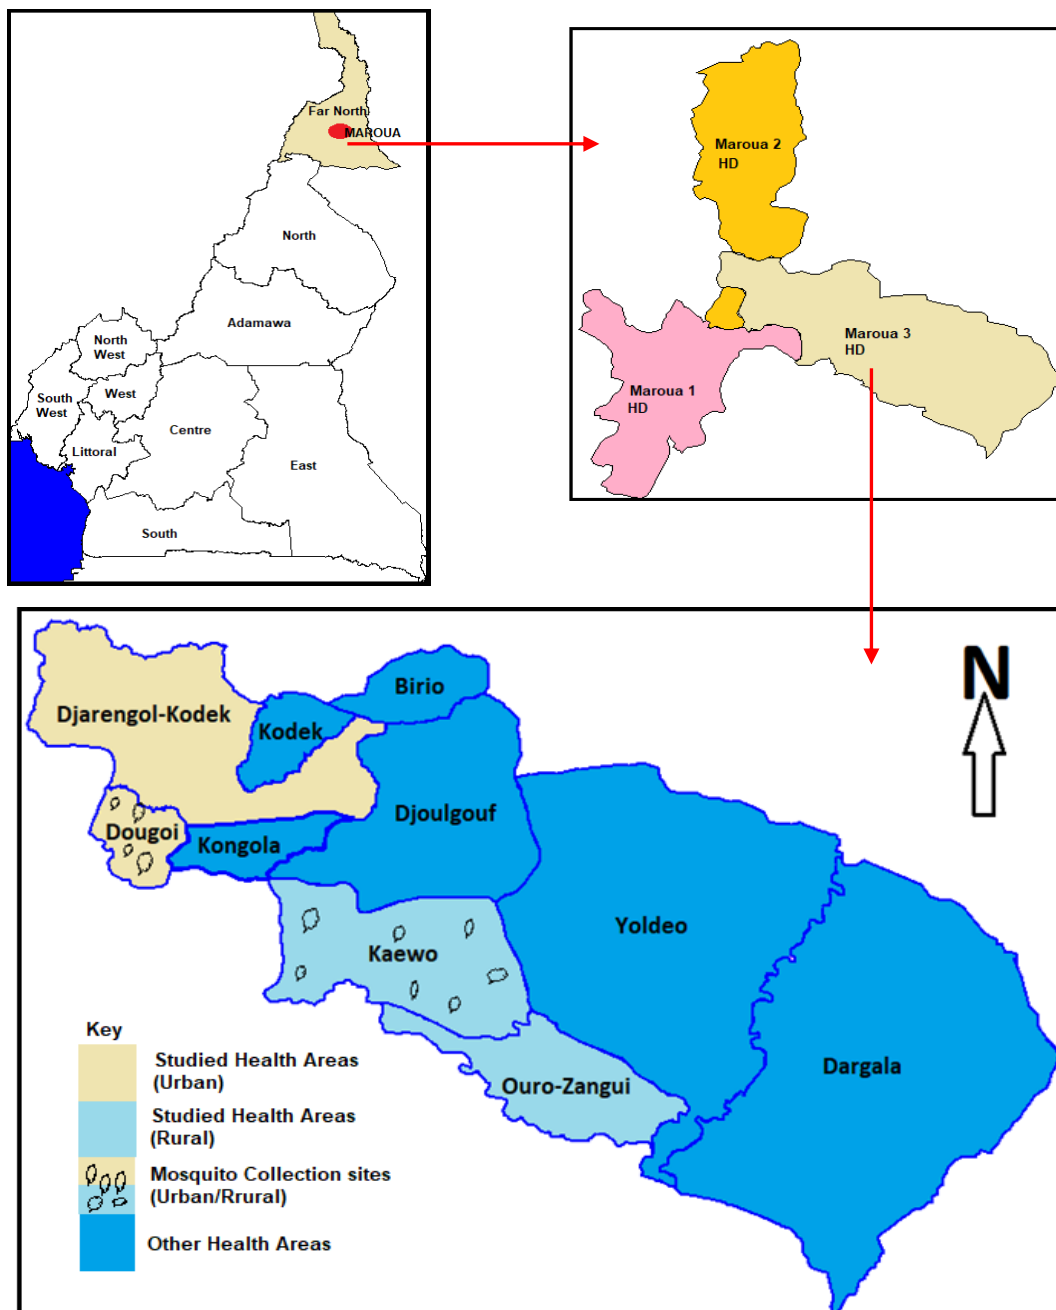 Far North
MAROUA
North
Adamawa
North
West
West
South
West
Littoral
Centre
East
South
Maroua 2
HD
Maroua 3
HD
Maroua 1
HD
N
Birio
Djarengol-Kodek
Kodek
Djoulgouf
Dougoi
Kongola
Yoldeo
Kaewo
Dargala
Ouro-Zangui
Key
Studied Health Areas
(Urban)
Studied Health Areas
(Rural)
Mosquito Collection sites
(Urban/Rrural)
Other Health Areas